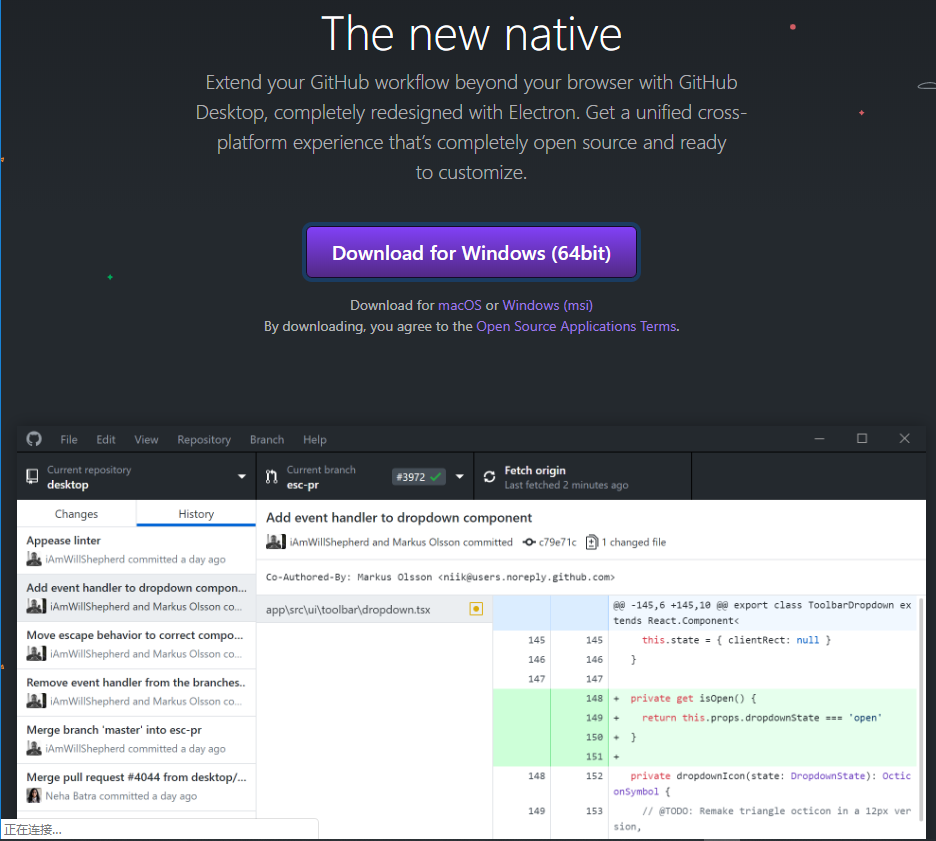 The new native
Extend your GitHub workflow beyond your browser with GitHub
Desktop, completely redesigned with Electron. Get a unified cross-
platform experience that's completely open source and ready
to customize.
Download for Windows (64bit)
Download for macOS or Windows (msi)
By downloading, you agree to the Open Source Applications Terms.
File Edit View Repository Branch Help
Current repository
desktop
Current branch
esc-pr
#3972
Fetch origin
Last fetched 2 minutes ago
Changes
History
Appease linter
iAmWillShepherd committed a day ago
Add event handler to dropdown compon...
iAmWillShepherd and Markus Olsson co...
Move escape behavior to correct compo...
iAmWillShepherd and Markus Olsson co...
Remove event handler from the branches..
iAmWillShepherd and Markus Olsson co...
Merge branch 'master' into esc-pr
iAmWillShepherd committed a day ago
Merge pull request #4044 from desktop/...
Neha Batra committed a day ago
Add event handler to dropdown component
iAmWillShepherd and Markus Olsson committed c79e71c 1 changed file
Co-Authored-By: Markus Olsson <niik@users.noreply.github.com>
app\src\ui\toolbar\dropdown.tsx
@@ -145,6 +145,10 @@ export class ToolbarDropdown ex
tends React.Component<
145 145 this.state = { clientRect: null }
146 146 }
147 147
148 + private get isOpen() {
149 + return this.props.dropdownState === 'open'
150 + }
151 +
148 152 private dropdownIcon(state: DropdownState): Octic
onSymbol {
149 153 // @TODO: Remake triangle octicon in a 12px ver
sion,
正在连接...